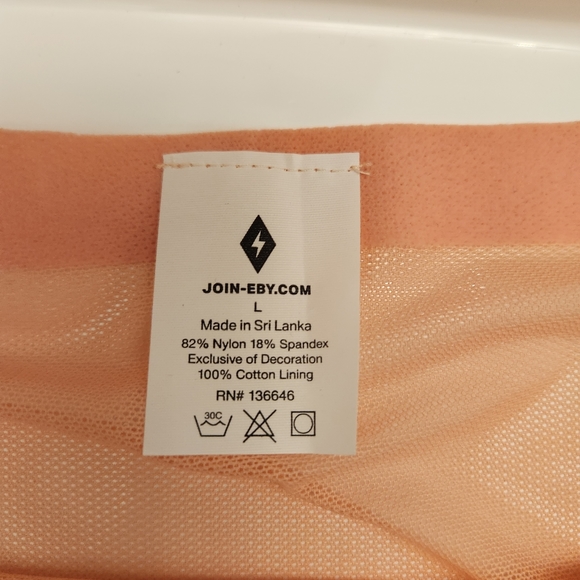 JOIN-EBY.COM
L
Made in Sri Lanka
82% Nylon 18% Spandex
Exclusive of Decoration
100% Cotton Lining
RN# 136646
30C